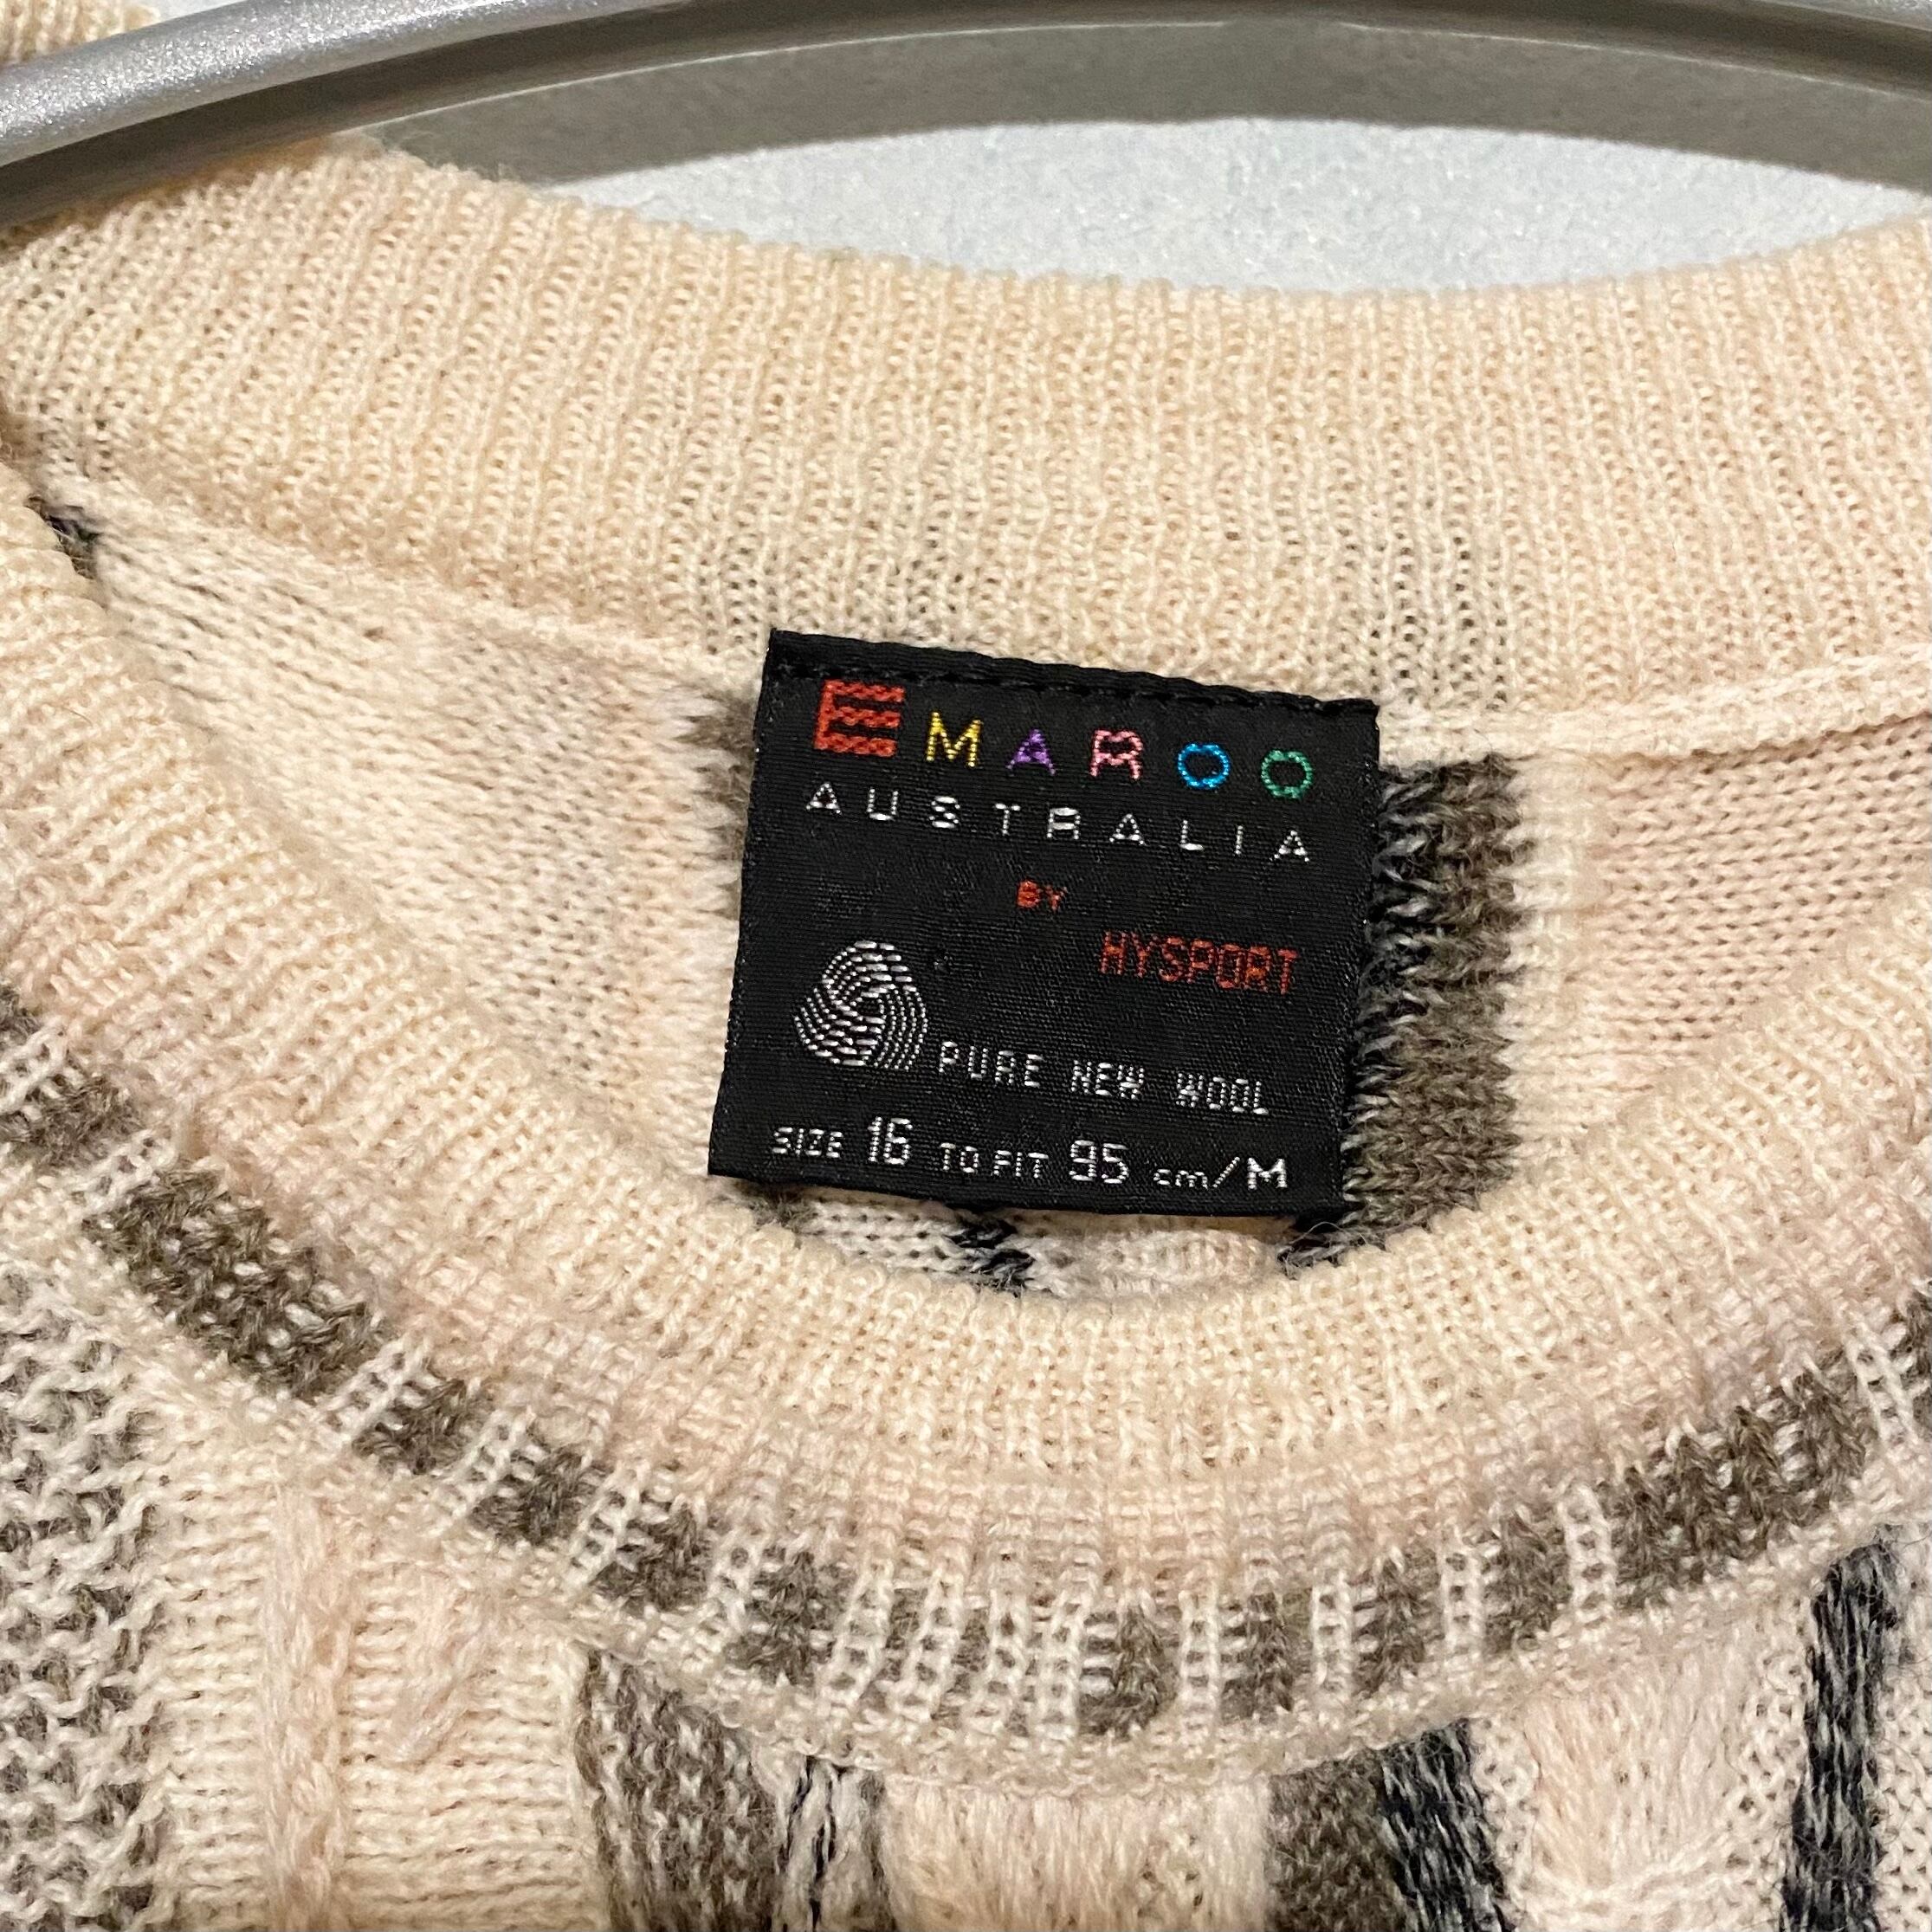 EMAROO
AUSTRALIA
BY
HYSPORT
PURE NEW WOOL
SIZE 16 TO FIT 95 cm/M